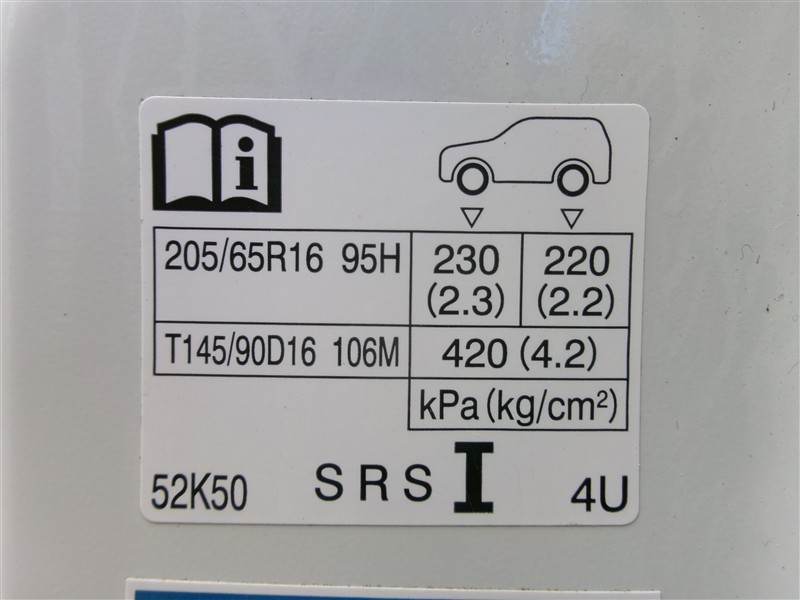 i
205/65R16 95H 230 (2.3) 220 (2.2)
T145/90D16 106M 420 (4.2)
kPa (kg/cm²)
52K50 SRS I 4U